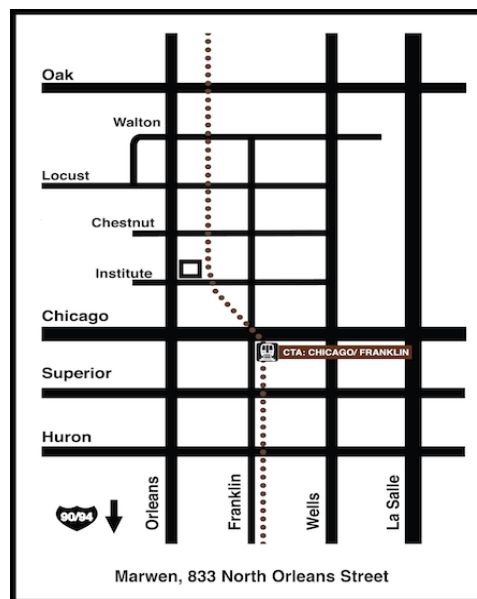 Oak
Walton
Locust
Chestnut
Institute
Chicago
CTA: CHICAGO/ FRANKLIN
Superior
Huron
Orleans
Franklin
Wells
La Salle
90/94
Marwen, 833 North Orleans Street